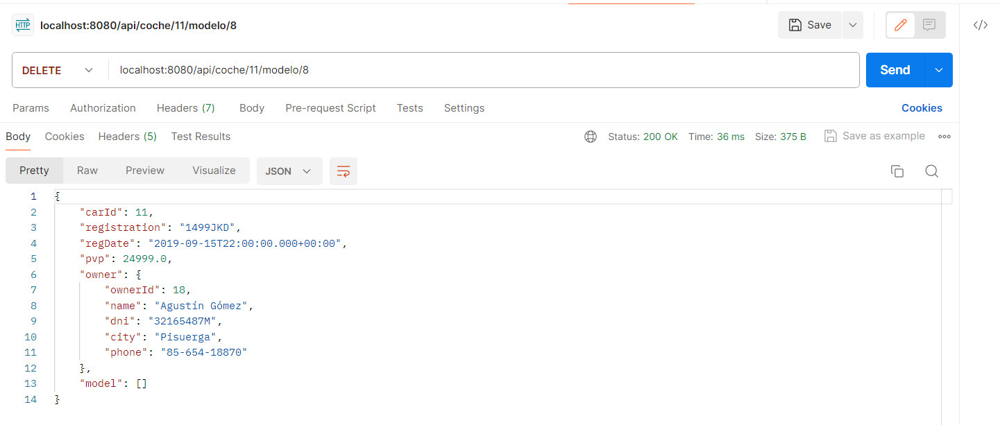 HTTP localhost:8080/api/coche/11/modelo/8 Save
DELETE localhost:8080/api/coche/11/modelo/8 Send
Params Authorization Headers (7) Body Pre-request Script Tests Settings Cookies
Body Cookies Headers (5) Test Results Status: 200 OK Time: 36 ms Size: 375 B Save as example
Pretty Raw Preview Visualize JSON
1 {
2 "carId": 11,
3 "registration": "1499JKD",
4 "regDate": "2019-09-15T22:00:00.000+00:00",
5 "pvp": 24999.0,
6 "owner": {
7 "ownerId": 18,
8 "name": "Agustín Gómez",
9 "dni": "32165487M",
10 "city": "Pisuerga",
11 "phone": "85-654-18870"
12 },
13 "model": []
14 }